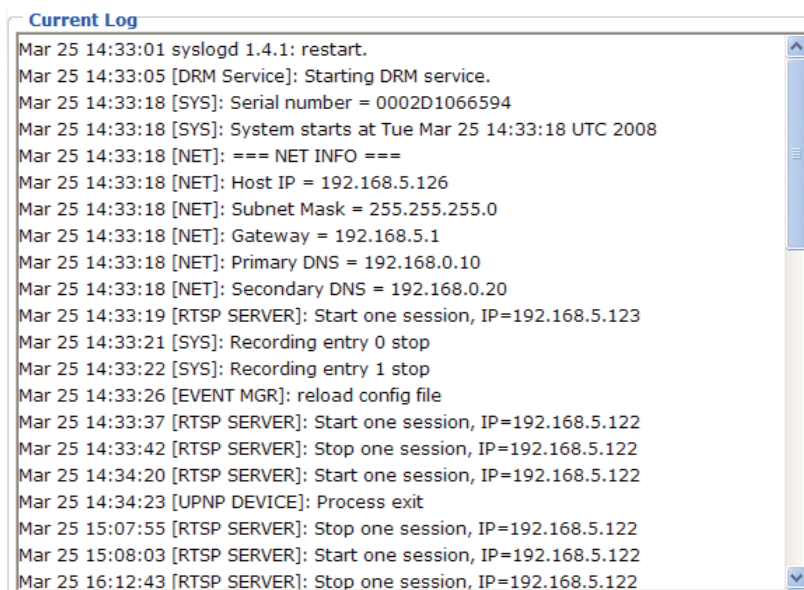 Current Log
Mar 25 14:33:01 syslogd 1.4.1: restart.
Mar 25 14:33:05 [DRM Service]: Starting DRM service.
Mar 25 14:33:18 [SYS]: Serial number = 0002D1066594
Mar 25 14:33:18 [SYS]: System starts at Tue Mar 25 14:33:18 UTC 2008
Mar 25 14:33:18 [NET]: === NET INFO ===
Mar 25 14:33:18 [NET]: Host IP = 192.168.5.126
Mar 25 14:33:18 [NET]: Subnet Mask = 255.255.255.0
Mar 25 14:33:18 [NET]: Gateway = 192.168.5.1
Mar 25 14:33:18 [NET]: Primary DNS = 192.168.0.10
Mar 25 14:33:18 [NET]: Secondary DNS = 192.168.0.20
Mar 25 14:33:19 [RTSP SERVER]: Start one session, IP=192.168.5.123
Mar 25 14:33:21 [SYS]: Recording entry 0 stop
Mar 25 14:33:22 [SYS]: Recording entry 1 stop
Mar 25 14:33:26 [EVENT MGR]: reload config file
Mar 25 14:33:37 [RTSP SERVER]: Start one session, IP=192.168.5.122
Mar 25 14:33:42 [RTSP SERVER]: Stop one session, IP=192.168.5.122
Mar 25 14:34:20 [RTSP SERVER]: Start one session, IP=192.168.5.122
Mar 25 14:34:23 [UPNP DEVICE]: Process exit
Mar 25 15:07:55 [RTSP SERVER]: Stop one session, IP=192.168.5.122
Mar 25 15:08:03 [RTSP SERVER]: Start one session, IP=192.168.5.122
Mar 25 16:12:43 [RTSP SERVER]: Stop one session, IP=192.168.5.122